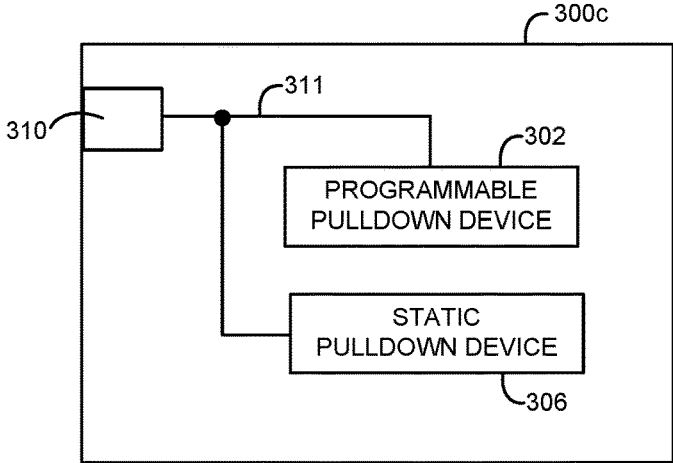 300c
311
310
302
PROGRAMMABLE
PULLDOWN DEVICE
STATIC
PULLDOWN DEVICE
306